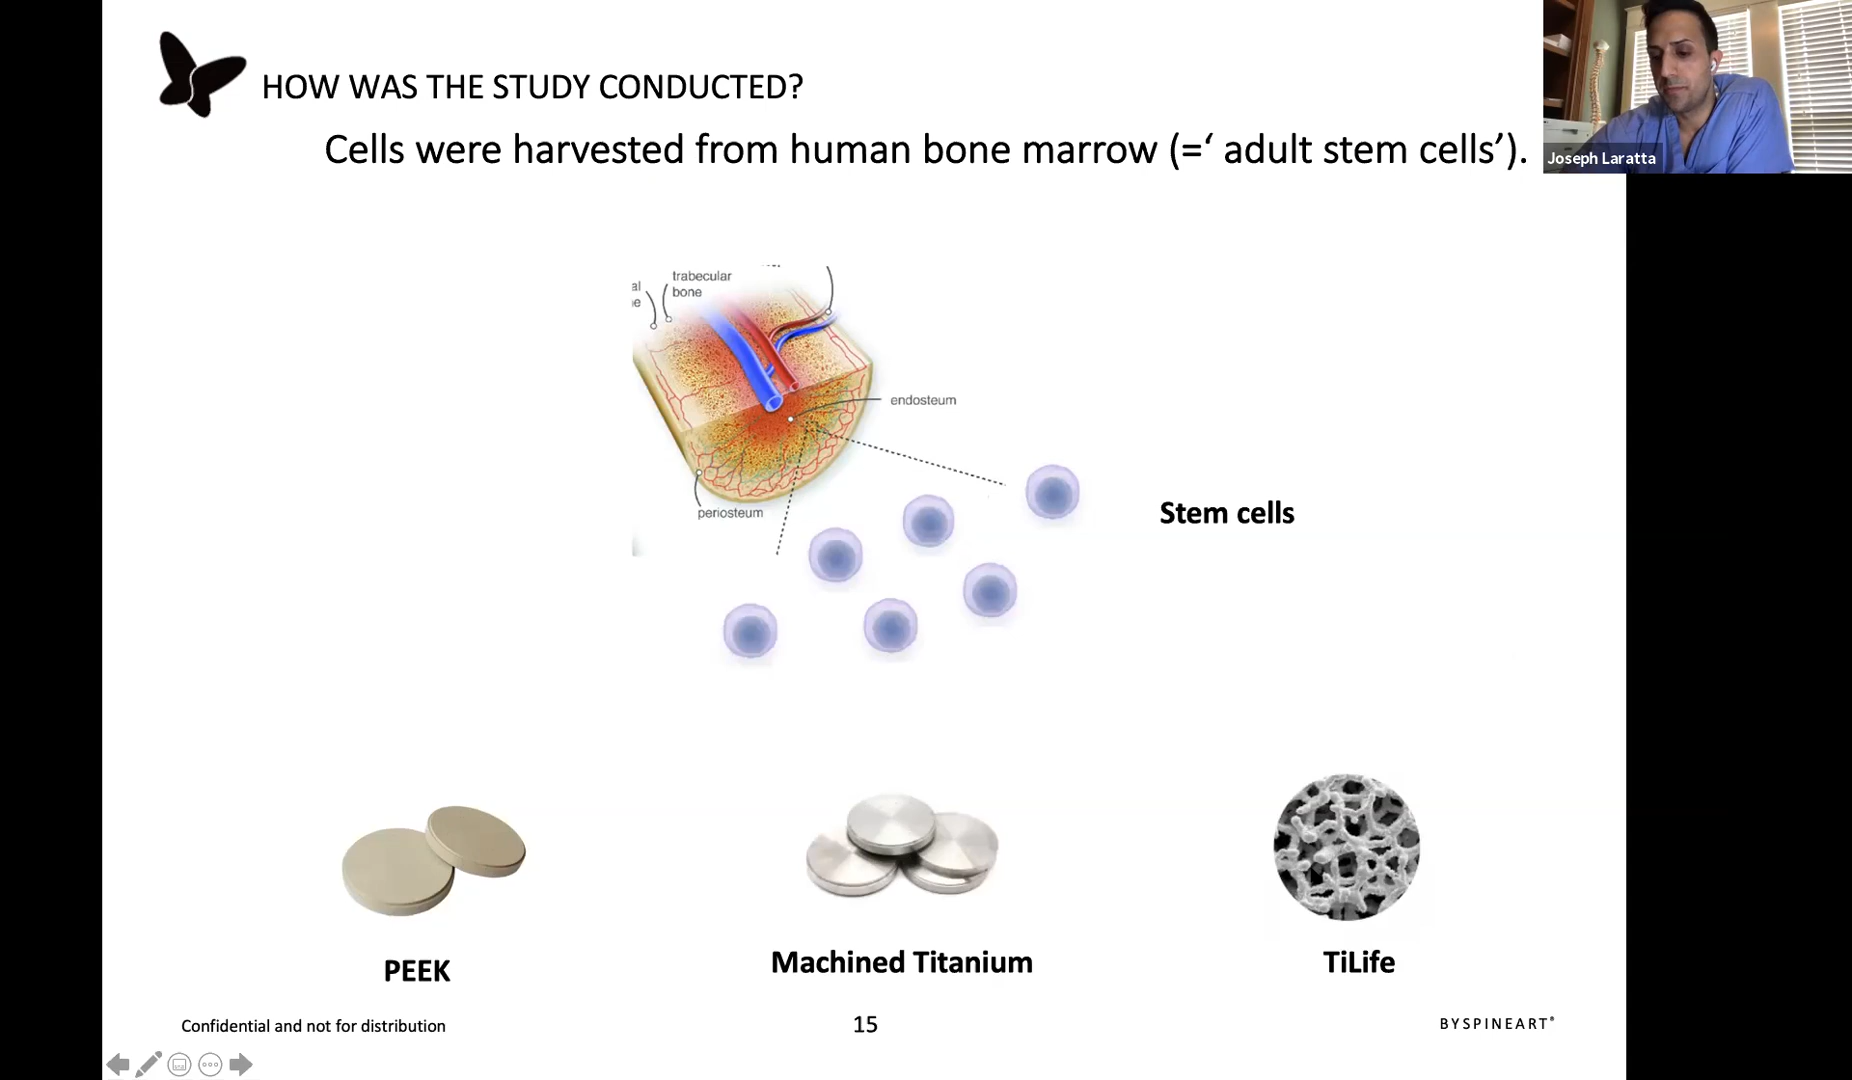 HOW WAS THE STUDY CONDUCTED?
Cells were harvested from human bone marrow (=‘ adult stem cells’).
Joseph Laratta
trabecular
bone
al
e
endosteum
periosteum
Stem cells
PEEK
Machined Titanium
TiLife
Confidential and not for distribution
15
BYSPINEART®